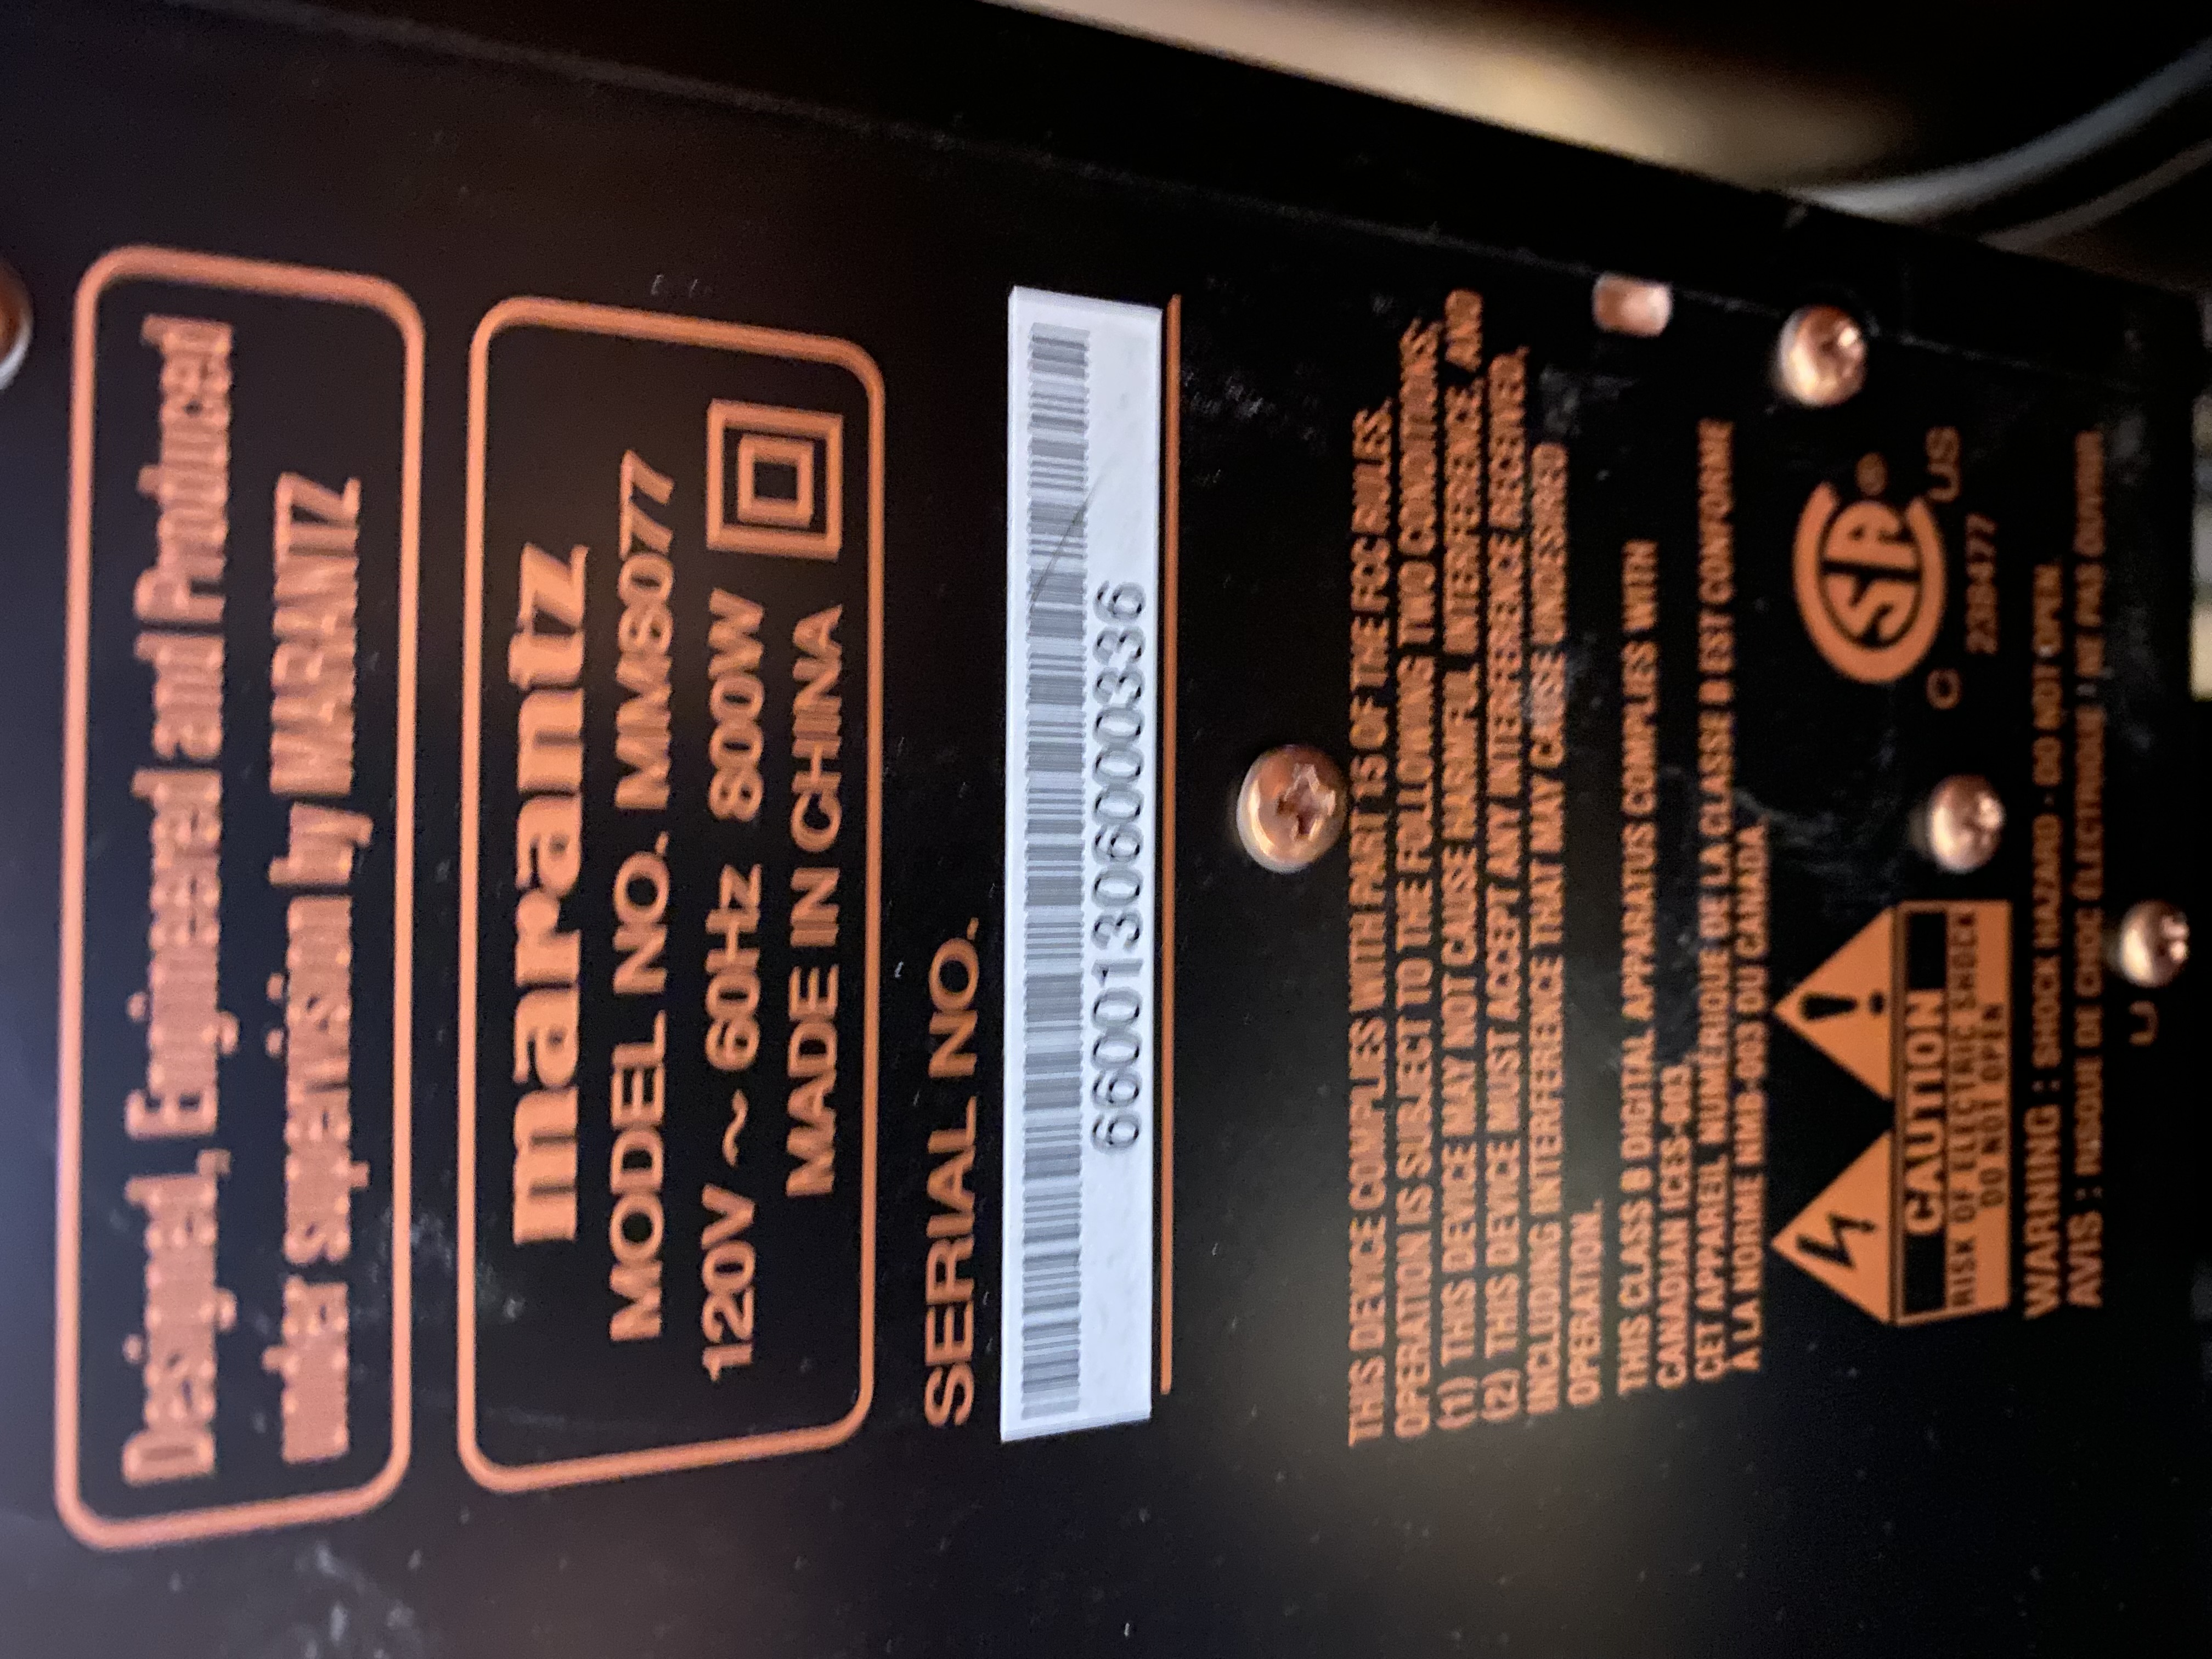 Designed, Engineered and Produced
under supervision by MARANTZ
marantz
MODEL NO. MM8077
120V ~ 60Hz 800W
MADE IN CHINA
SERIAL NO.
66001306000336
THIS DEVICE COMPLIES WITH PART 15 OF THE FCC RULES.
OPERATION IS SUBJECT TO THE FOLLOWING TWO CONDITIONS:
(1) THIS DEVICE MAY NOT CAUSE HARMFUL INTERFERENCE, AND
(2) THIS DEVICE MUST ACCEPT ANY INTERFERENCE RECEIVED,
INCLUDING INTERFERENCE THAT MAY CAUSE UNDESIRED
OPERATION.
THIS CLASS B DIGITAL APPARATUS COMPLIES WITH
CANADIAN ICES-003.
CET APPAREIL NUMÉRIQUE DE LA CLASSE B EST CONFORME
A LA NORME NMB-003 DU CANADA.
SA®
C US
238477
CAUTION
RISK OF ELECTRIC SHOCK
DO NOT OPEN
WARNING : SHOCK HAZARD - DO NOT OPEN.
AVIS : RISQUE DE CHOC ÉLECTRIQUE ! NE PAS OUVRIR.
U